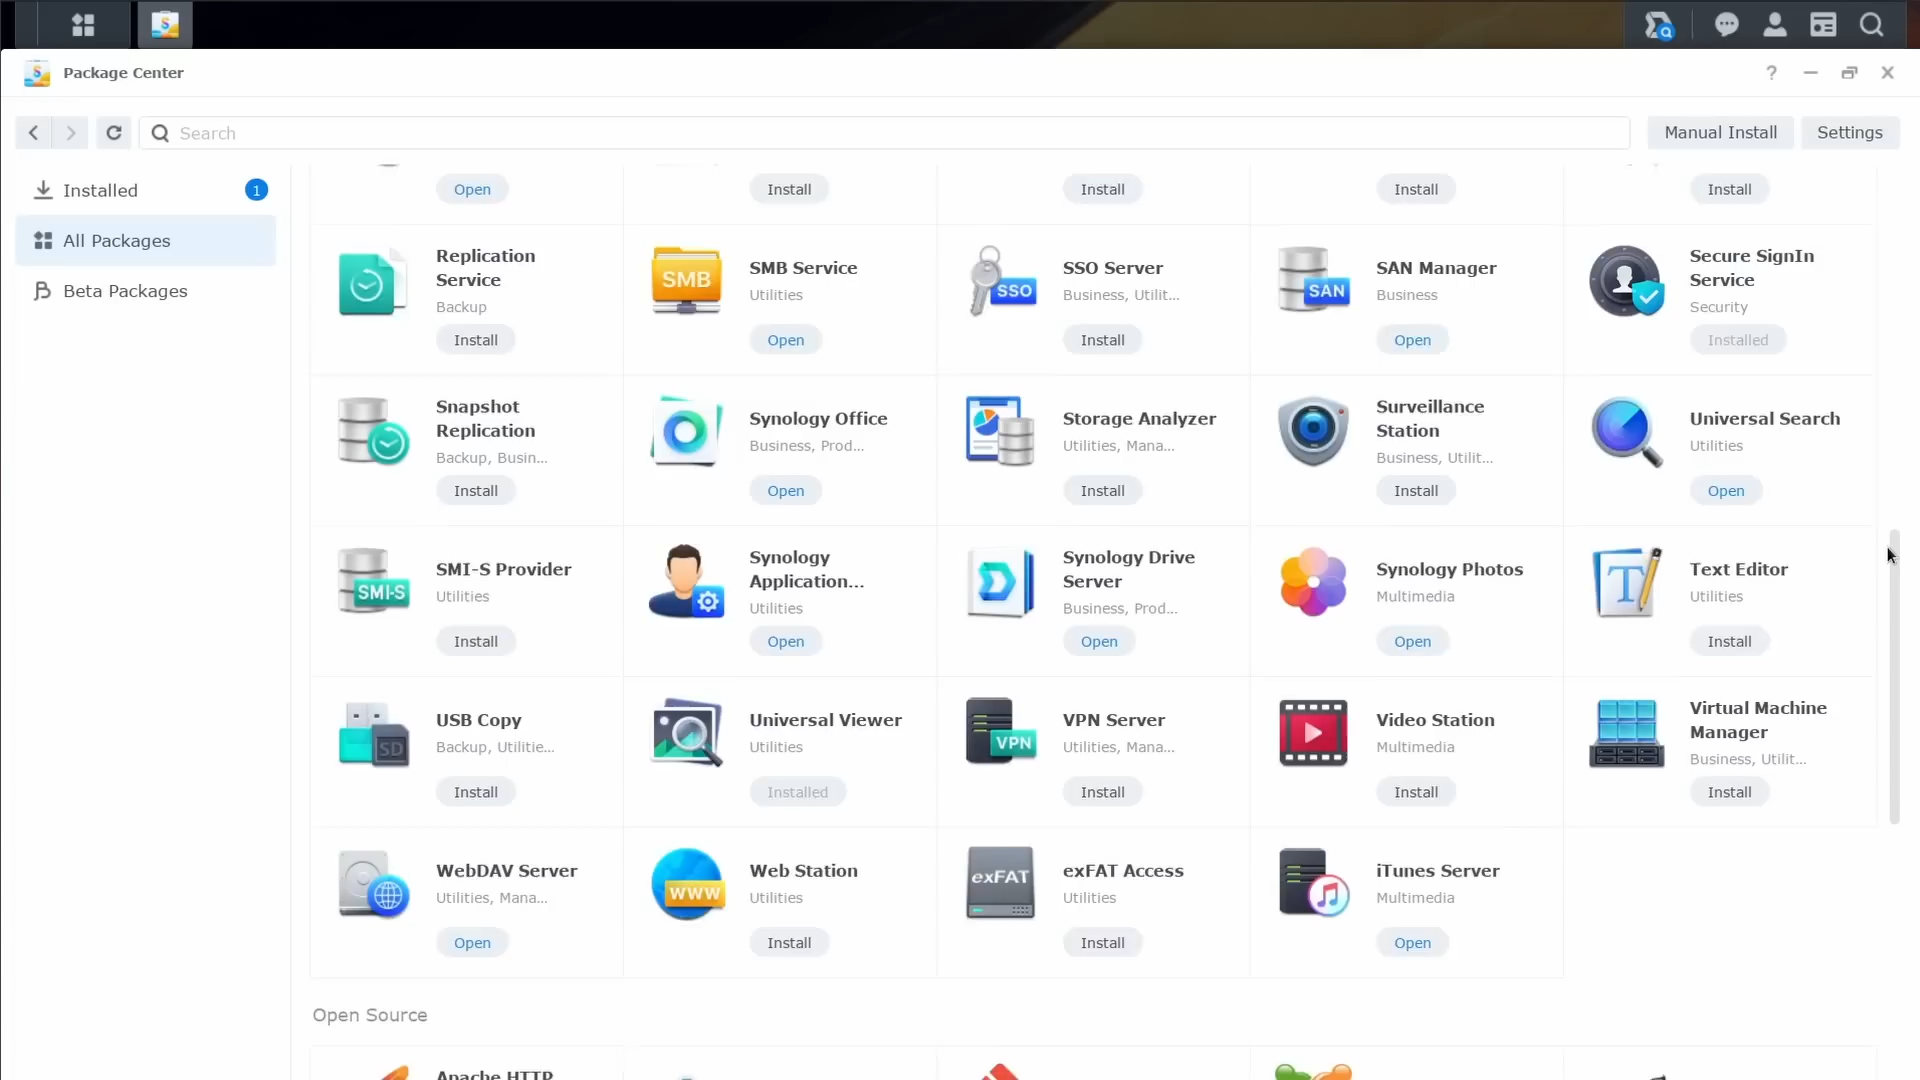 Package Center
Search
Manual Install
Settings
Installed
1
All Packages
Beta Packages
Open
Install
Install
Install
Install
Replication
Service
Backup
Install
SMB
SMB Service
Utilities
Open
SSO
SSO Server
Business, Utilit...
Install
SAN
SAN Manager
Business
Open
Secure SignIn
Service
Security
Installed
Snapshot
Replication
Backup, Busin...
Install
Synology Office
Business, Prod...
Open
Storage Analyzer
Utilities, Mana...
Install
Surveillance
Station
Business, Utilit...
Install
Universal Search
Utilities
Open
SMI-S
SMI-S Provider
Utilities
Install
Synology
Application...
Utilities
Open
Synology Drive
Server
Business, Prod...
Open
Synology Photos
Multimedia
Open
T
Text Editor
Utilities
Install
SD
USB Copy
Backup, Utilitie...
Install
Universal Viewer
Utilities
Installed
VPN
VPN Server
Utilities, Mana...
Install
Video Station
Multimedia
Install
Virtual Machine
Manager
Business, Utilit...
Install
WebDAV Server
Utilities, Mana...
Open
WWW
Web Station
Utilities
Install
exFAT
exFAT Access
Utilities
Install
iTunes Server
Multimedia
Open
Open Source
Apache HTTP